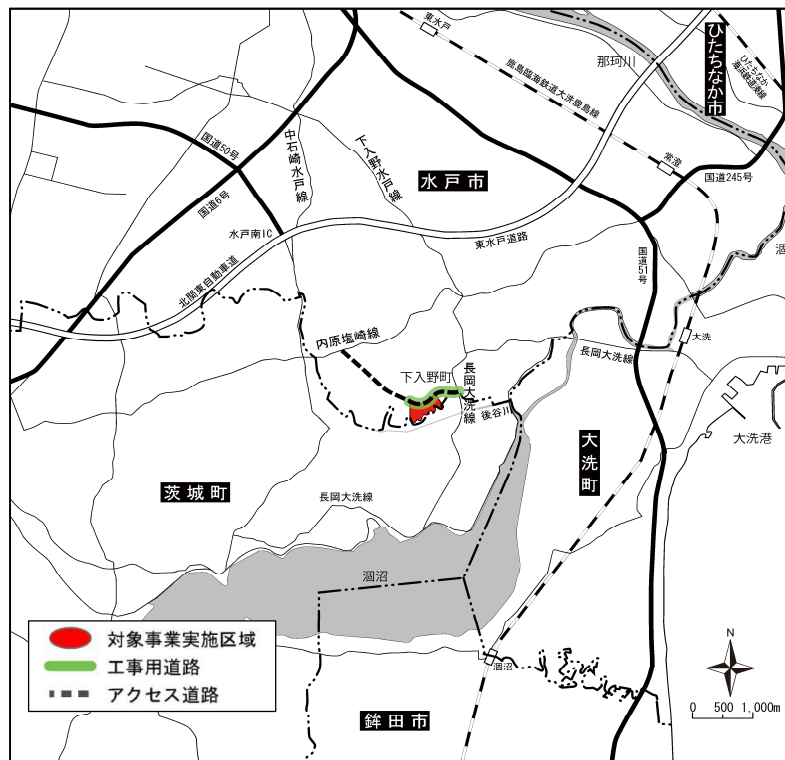 東水戸
那珂川
ひたちなか市
ひたちなか
海浜鉄道湊線
鹿島臨海鉄道大洗鹿島線
国道50号
中石崎水戸線
下入野水戸線
常澄
水戸市
国道245号
国道6号
水戸南IC
東水戸道路
国道51号
涸
北関東自動車道
内原塩崎線
大洗
長岡大洗線
下入野町
長岡大洗線
後谷川
大洗港
大洗町
茨城町
長岡大洗線
涸沼
涸沼
対象事業実施区域
工事用道路
アクセス道路
鉾田市
N
0 500 1,000m